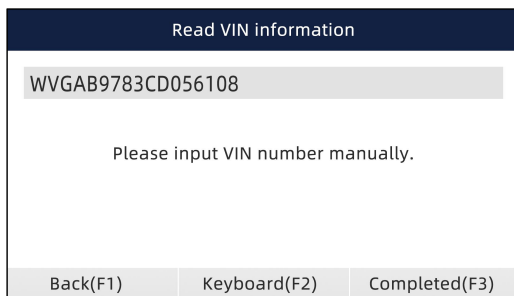 Read VIN information
WVGAB9783CD056108
Please input VIN number manually.
Back(F1) Keyboard(F2) Completed(F3)